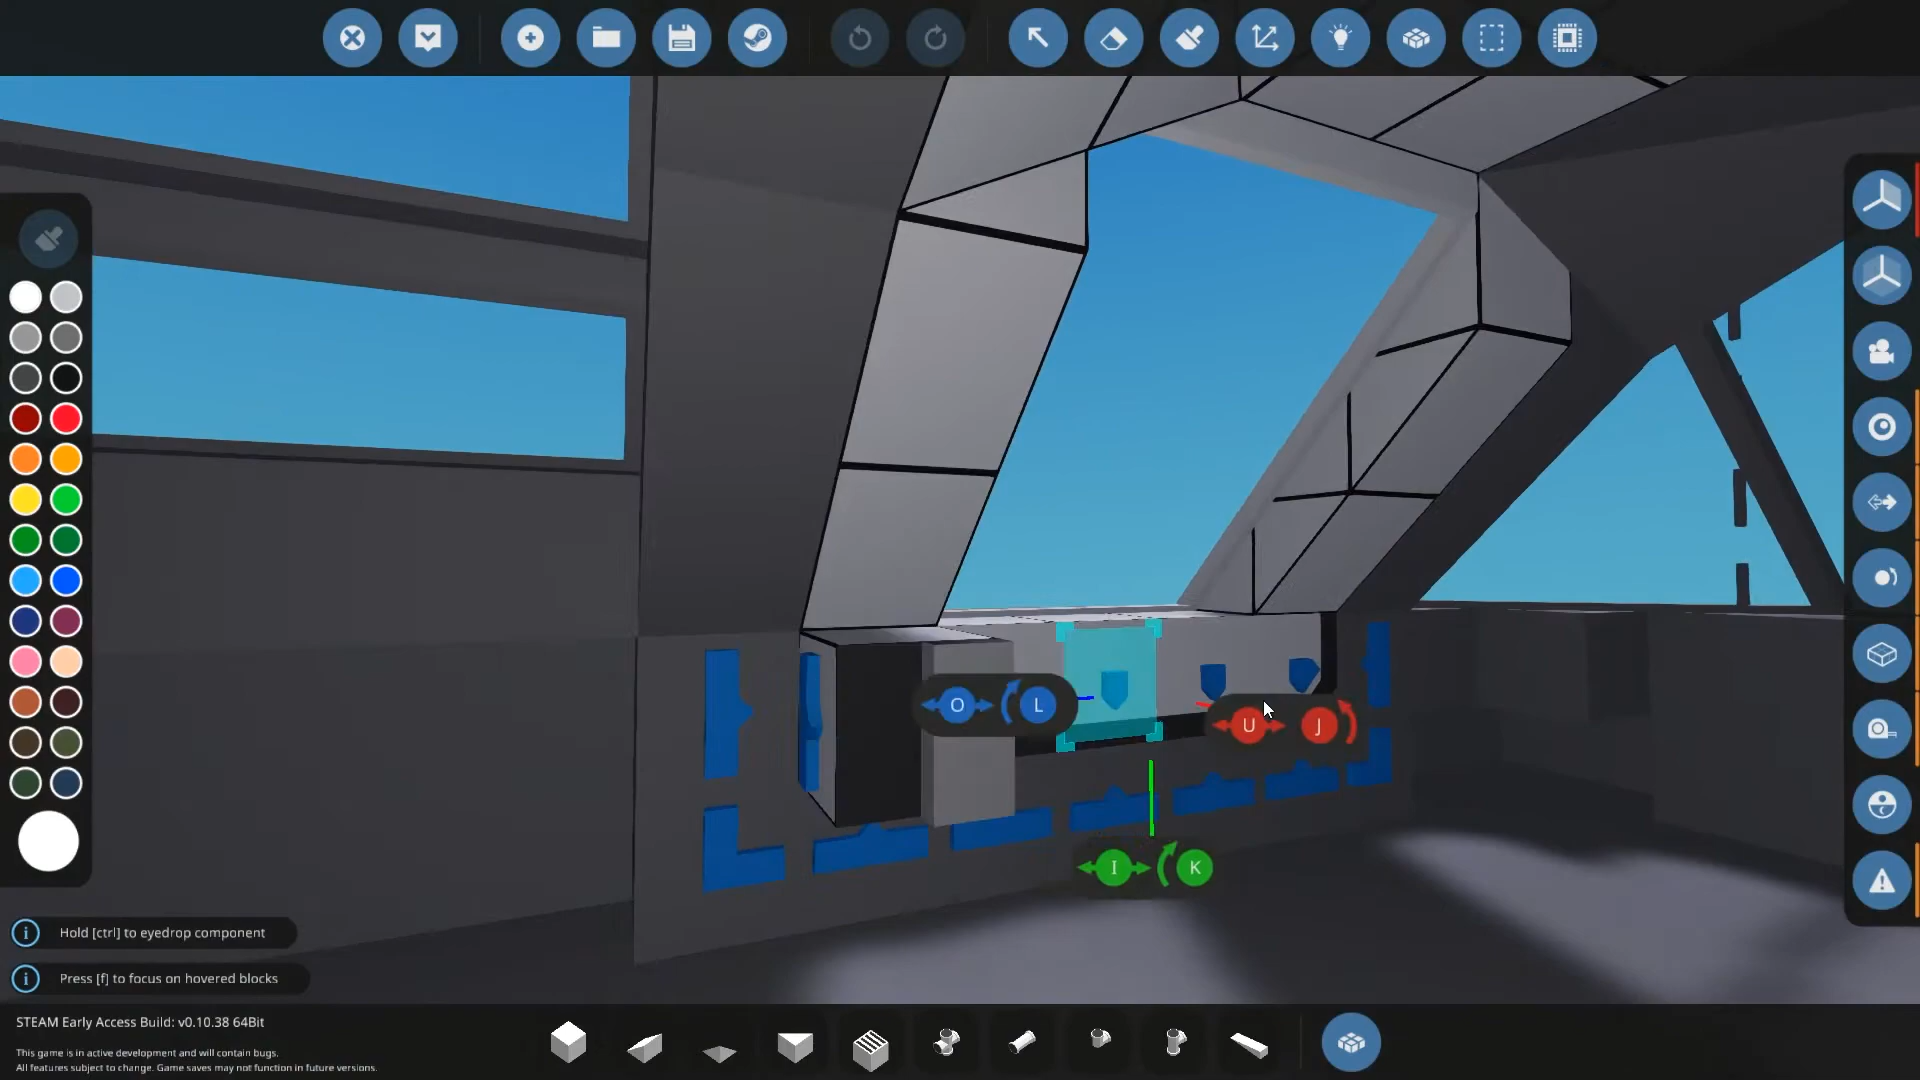 O
L
U
J
I
K
Hold [ctrl] to eyedrop component
Press [f] to focus on hovered blocks
STEAM Early Access Build: v0.10.38 64Bit
This game is in active development and will contain bugs.
All features subject to change. Game saves may not function in future versions.